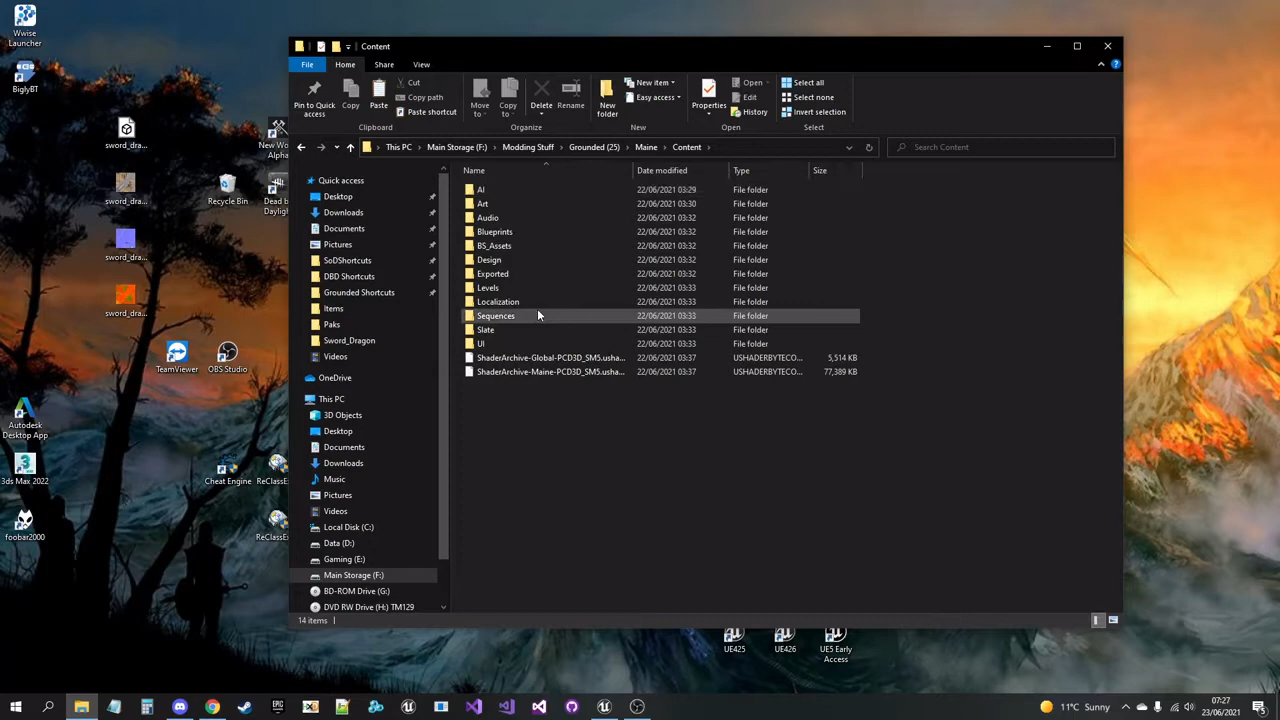 Wwise
Launcher
BiglyBT
sword_dra...
sword_dra...
sword_dra...
sword_dra...
New Wo
Alpha
Recycle Bin
Dead b
Daylight
TeamViewer
OBS Studio
Autodesk
Desktop
App
3ds Max 2022
Cheat Engine
ReClassEx
foobar2000
ReClassEx
UE425
UE426
UE5 Early
Access
Content
File
Home
Share
View
Pin to Quick
access
Copy
Paste
Cut
Copy path
Paste shortcut
Clipboard
Move
to
Copy
to
Delete
Rename
Organize
New
folder
New item
Easy access
New
Properties
Open
Edit
History
Open
Select all
Select none
Invert selection
Select
This PC
Main Storage (F:)
Modding Stuff
Grounded (25)
Maine
Content
Search Content
Quick access
Desktop
Downloads
Documents
Pictures
SoDShortcuts
DBD Shortcuts
Grounded Shortcuts
Items
Paks
Sword_Dragon
Videos
OneDrive
This PC
3D Objects
Desktop
Documents
Downloads
Music
Pictures
Videos
Local Disk (C:)
Data (D:)
Gaming (E:)
Main Storage (F:)
BD-ROM Drive (G:)
DVD RW Drive (H:) TM129
Name Date modified Type Size
AI 22/06/2021 03:29 File folder
Art 22/06/2021 03:30 File folder
Audio 22/06/2021 03:32 File folder
Blueprints 22/06/2021 03:32 File folder
BS_Assets 22/06/2021 03:32 File folder
Design 22/06/2021 03:32 File folder
Exported 22/06/2021 03:32 File folder
Levels 22/06/2021 03:33 File folder
Localization 22/06/2021 03:33 File folder
Sequences 22/06/2021 03:33 File folder
Slate 22/06/2021 03:33 File folder
UI 22/06/2021 03:33 File folder
ShaderArchive-Global-PCD3D_SM5.usha... 22/06/2021 03:37 USHADERBYTECO... 5,514 KB
ShaderArchive-Maine-PCD3D_SM5.usha... 22/06/2021 03:37 USHADERBYTECO... 77,389 KB
14 items
EPIC
11°C Sunny
07:27
23/06/2021